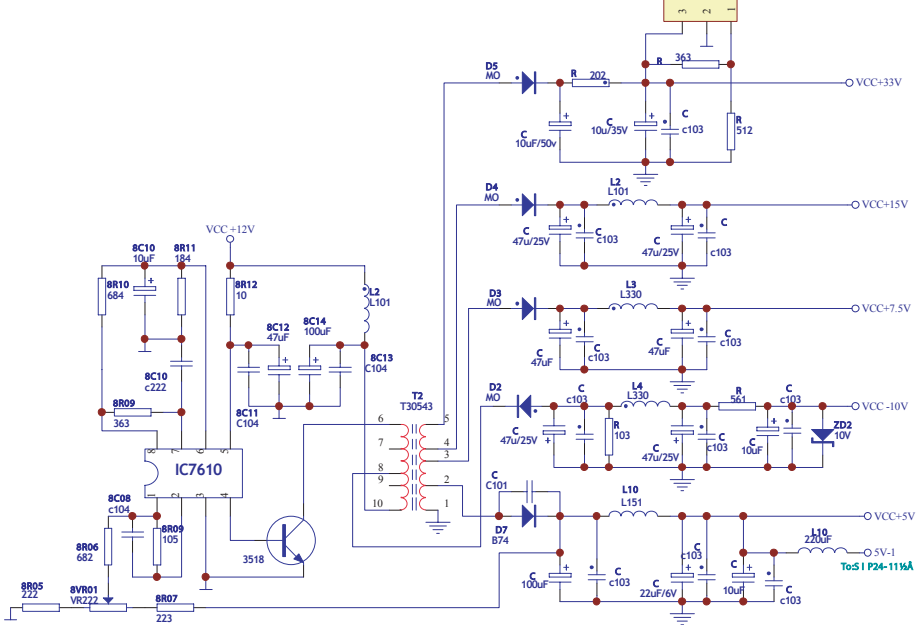 3 2 1
R 363
D5
MO
R 202
VCC+33V
C
10uF/50v
C
10u/35V
C
c103
R
512
D4
MO
L2
L101
VCC+15V
C
47u/25V
C
c103
C
47u/25V
C
c103
VCC +12V
8C10
10uF
8R11
184
8R10
684
8R12
10
L2
L101
D3
MO
L3
L330
VCC+7.5V
C
47uF
C
c103
C
47uF
C
c103
8C12
47uF
8C14
100uF
8C13
C104
8C10
c222
8C11
C104
8R09
363
T2
T30543
D2
MO
C
c103
L4
L330
R
561
C
c103
VCC -10V
C
47u/25V
R
103
C
47u/25V
C
c103
C
10uF
ZD2
10V
6 5
7 4
3
8
9 2
10 1
8 7 6 5
IC7610
1 2 3 4
C
C101
D7
B74
L10
L151
VCC+5V
8C08
c104
8R09
105
8R06
682
3518
L10
220uF
5V-1
To:S I P24-11½Å
C
100uF
C
c103
C
c103
C
22uF/6V
C
10uF
C
c103
8R05
222
8VR01
VR222
8R07
223